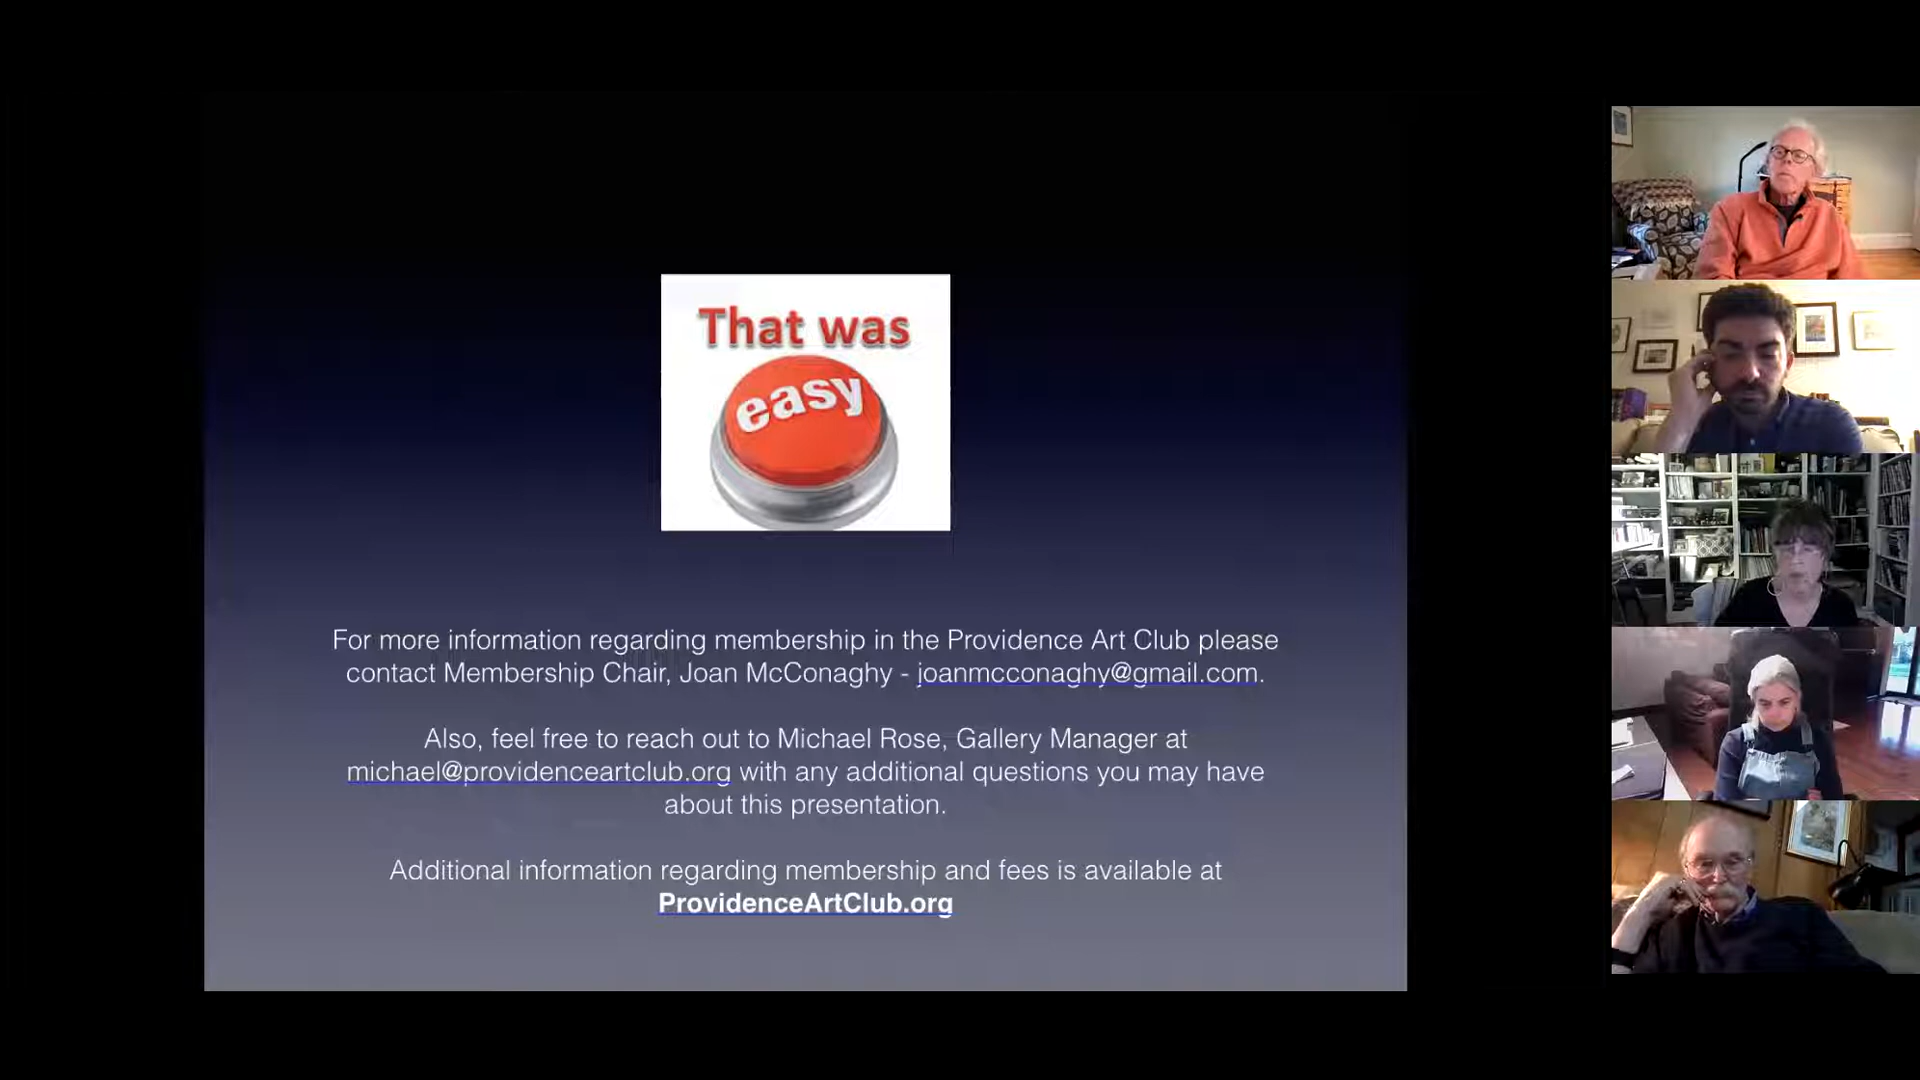 That was
easy
For more information regarding membership in the Providence Art Club please
contact Membership Chair, Joan McConaghy - joanmcconaghy@gmail.com.
Also, feel free to reach out to Michael Rose, Gallery Manager at
michael@providenceartclub.org with any additional questions you may have
about this presentation.
Additional information regarding membership and fees is available at
ProvidenceArtClub.org